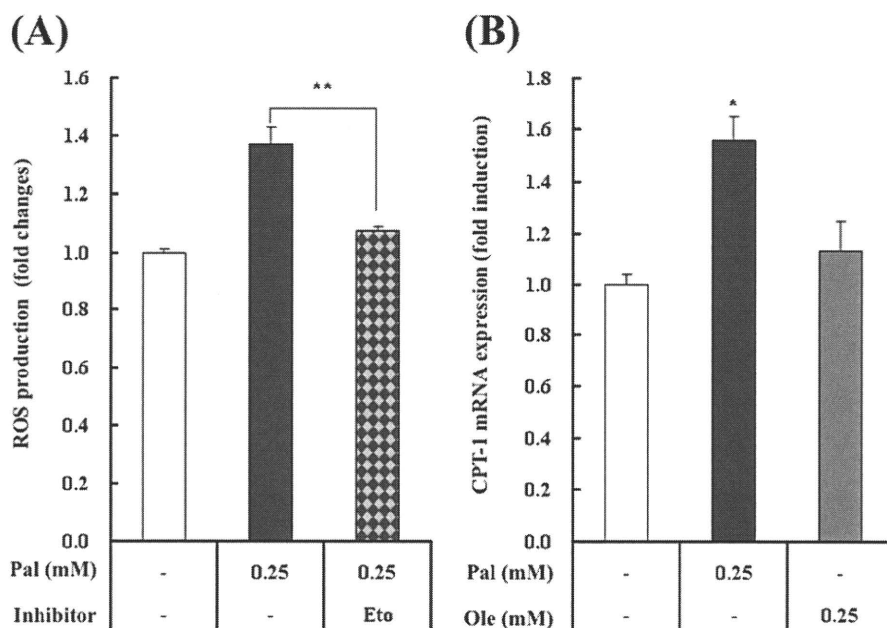 (A)
ROS production (fold changes)
1.6
1.4
1.2
1.0
0.8
0.6
0.4
0.2
0.0
**
Pal (mM) - 0.25 0.25
Inhibitor - - Eto
(B)
CPT-1 mRNA expression (fold induction)
1.8
1.6
1.4
1.2
1.0
0.8
0.6
0.4
0.2
0.0
*
Pal (mM) - 0.25 -
Ole (mM) - - 0.25